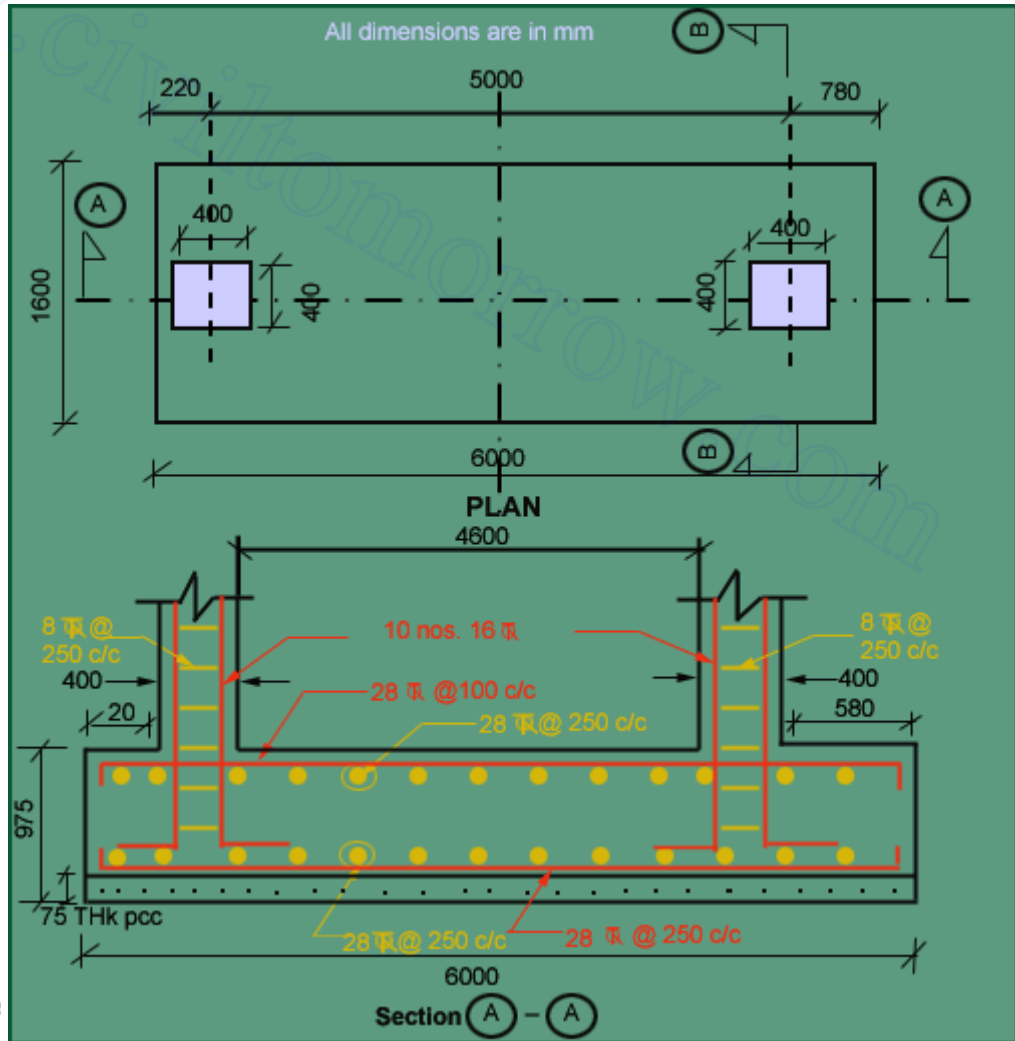 All dimensions are in mm
B
220
5000
780
A
A
400
400
400
400
1600
6000
B
PLAN
4600
8 @
250 c/c
10 nos. 16
8 @
250 c/c
400
28 @100 c/c
400
20
28 @ 250 c/c
580
975
75 THk pcc
28 @ 250 c/c
28 @ 250 c/c
6000
Section A – A
.civiltomorrow.com